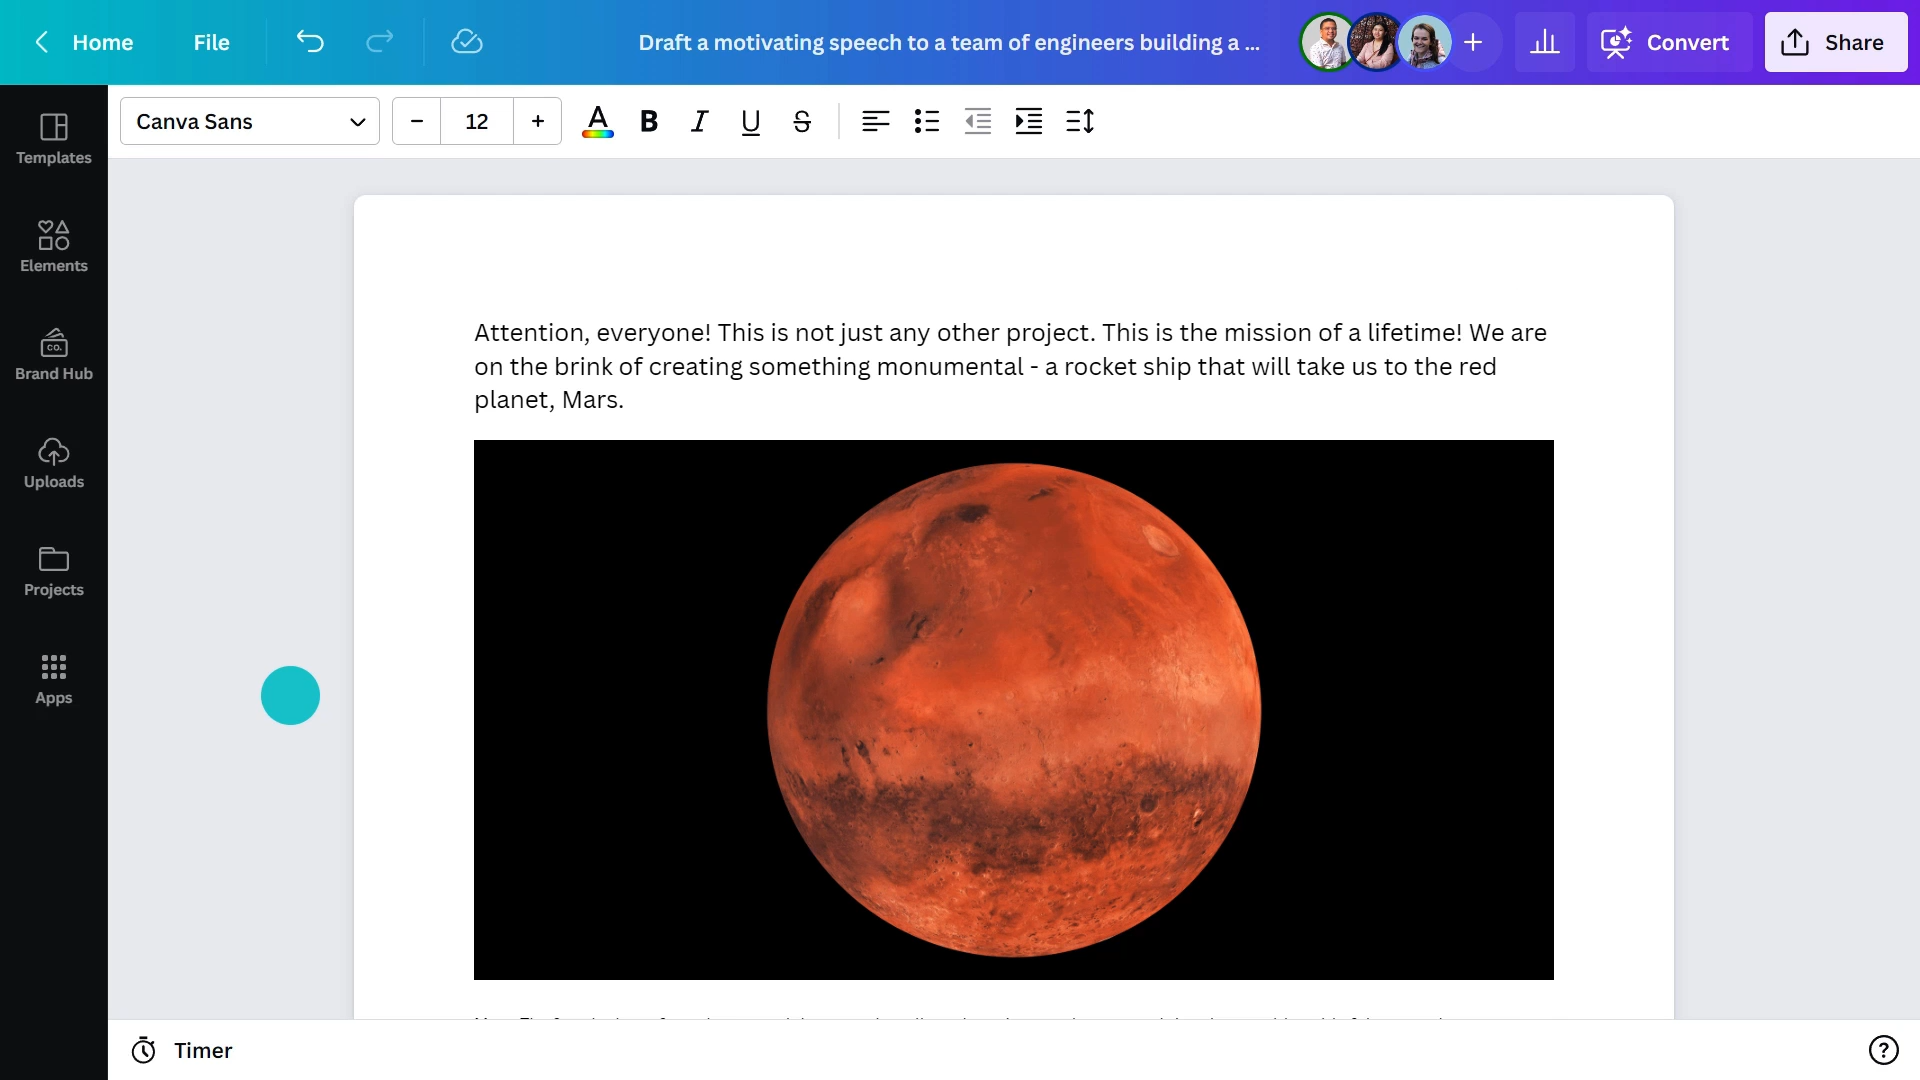 Home
File
Draft a motivating speech to a team of engineers building a ...
Convert
Share
Canva Sans
- 12 +
A B I U S
Templates
Elements
CO.
Brand Hub
Uploads
Projects
Apps
Attention, everyone! This is not just any other project. This is the mission of a lifetime! We are
on the brink of creating something monumental - a rocket ship that will take us to the red
planet, Mars.
Timer
?